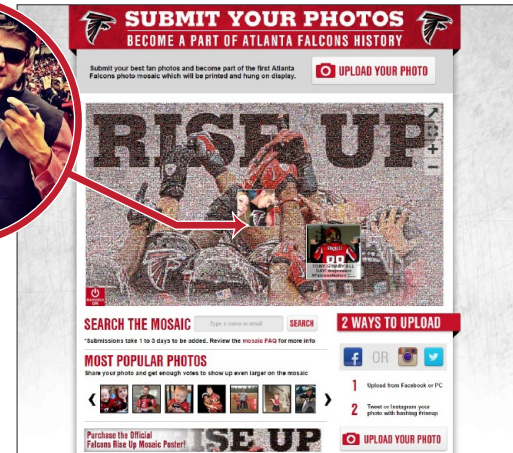 SUBMIT YOUR PHOTOS
BECOME A PART OF ATLANTA FALCONS HISTORY
Submit your best fan photos and become part of the first Atlanta
Falcons photo mosaic which will be printed and hung on display.
UPLOAD YOUR PHOTO
RISE UP
88
TONY
SEARCH THE MOSAIC
Type a name or email
SEARCH
*Submissions take 1 to 3 days to be added. Review the mosaic FAQ for more info
MOST POPULAR PHOTOS
Share your photo and get enough votes to show up even larger on the mosaic
2 WAYS TO UPLOAD
OR
1 Upload from Facebook or PC
2 Tweet or Instagram your
photo with hashtag #riseup
UPLOAD YOUR PHOTO
Purchase the Official
Falcons Rise Up Mosaic Poster!
ISE UP